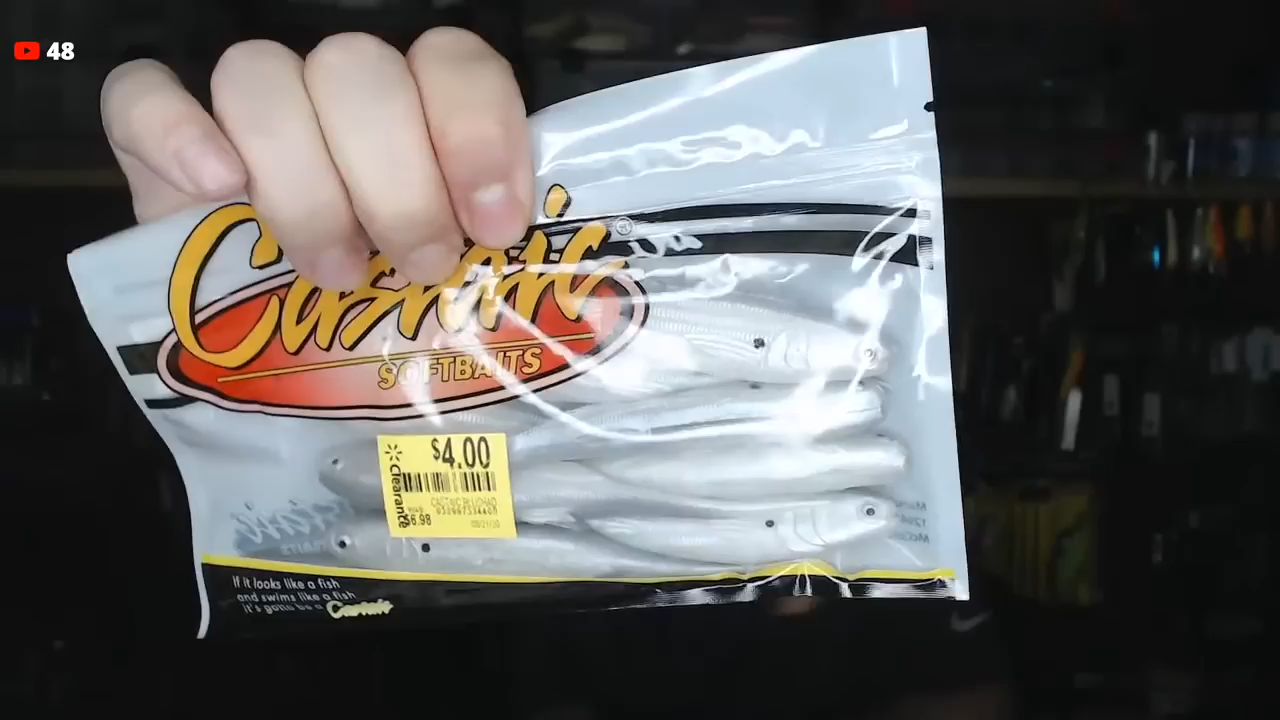 48
Castaic®
SOFTBAITS
$4.00
Clearance
$6.98
If it looks like a fish
and swims like a fish
it's gotta be a Castaic